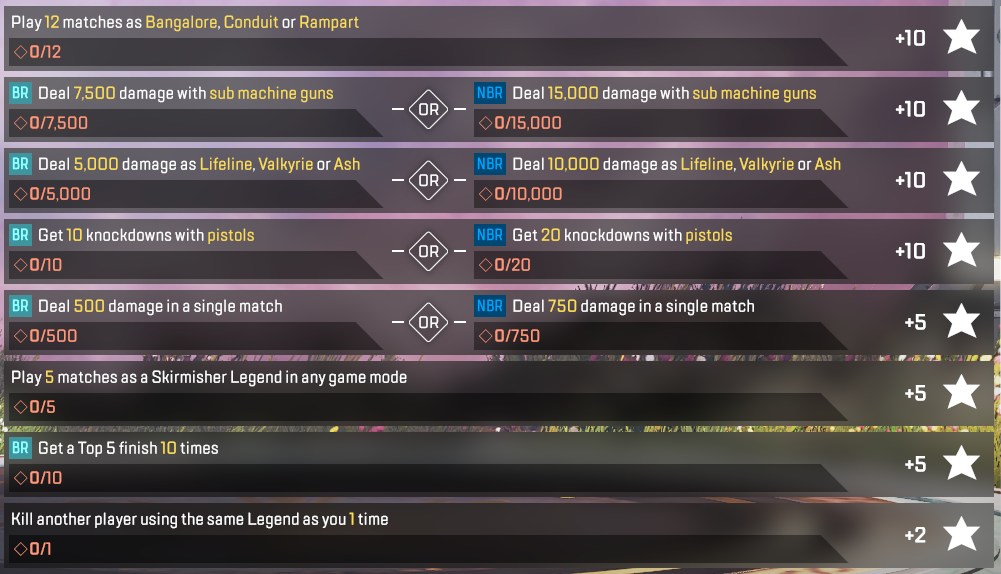 Play 12 matches as Bangalore, Conduit or Rampart
0/12
+10
BR Deal 7,500 damage with sub machine guns
0/7,500
OR
NBR Deal 15,000 damage with sub machine guns
0/15,000
+10
BR Deal 5,000 damage as Lifeline, Valkyrie or Ash
0/5,000
OR
NBR Deal 10,000 damage as Lifeline, Valkyrie or Ash
0/10,000
+10
BR Get 10 knockdowns with pistols
0/10
OR
NBR Get 20 knockdowns with pistols
0/20
+10
BR Deal 500 damage in a single match
0/500
OR
NBR Deal 750 damage in a single match
0/750
+5
Play 5 matches as a Skirmisher Legend in any game mode
0/5
+5
BR Get a Top 5 finish 10 times
0/10
+5
Kill another player using the same Legend as you 1 time
0/1
+2